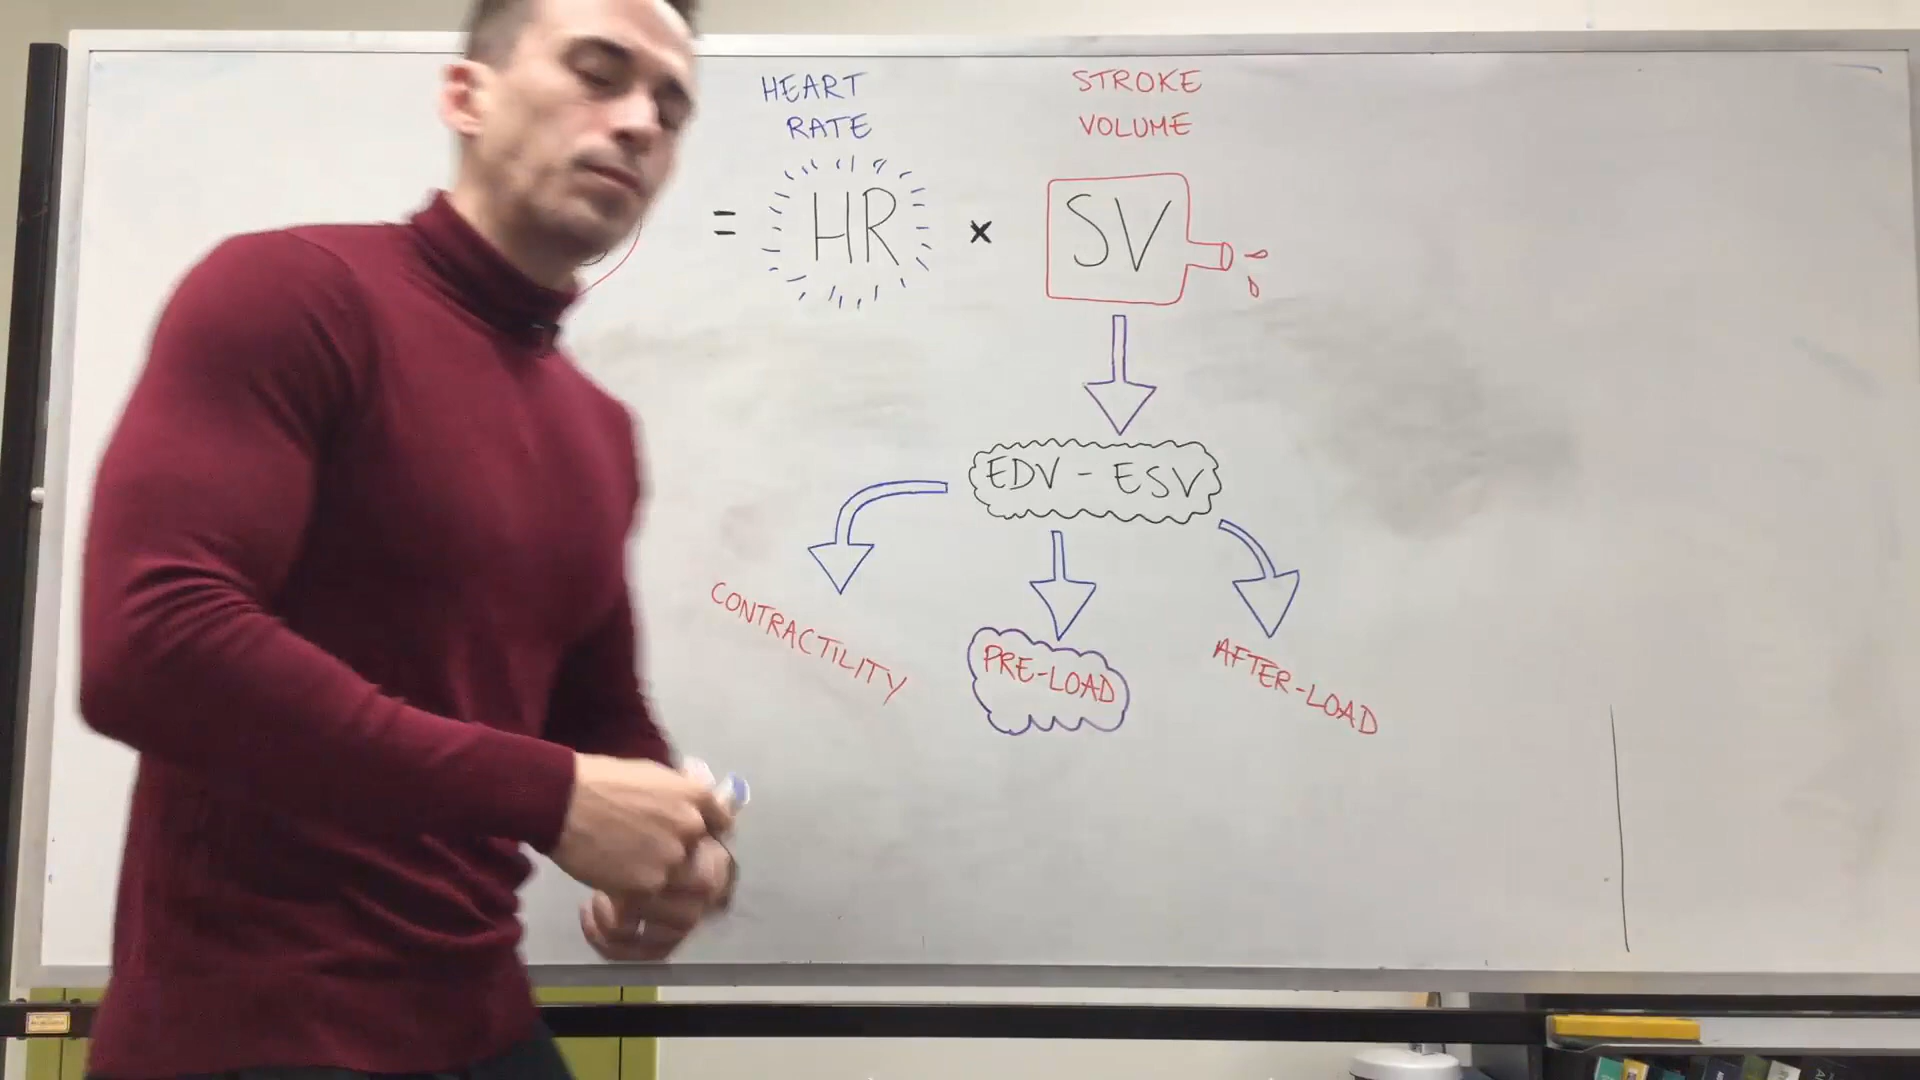 HEART
RATE
STROKE
VOLUME
= HR × SV
EDV - ESV
CONTRACTILITY
PRE-LOAD
AFTER-LOAD